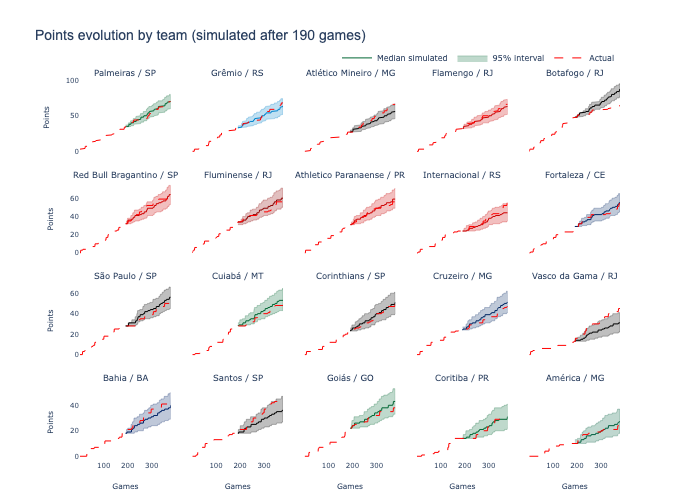 Points evolution by team (simulated after 190 games)
Median simulated 95% interval Actual
Palmeiras / SP Grêmio / RS Atlético Mineiro / MG Flamengo / RJ Botafogo / RJ
100
50
0
Points
Red Bull Bragantino / SP Fluminense / RJ Athletico Paranaense / PR Internacional / RS Fortaleza / CE
60
40
20
0
Points
São Paulo / SP Cuiabá / MT Corinthians / SP Cruzeiro / MG Vasco da Gama / RJ
60
40
20
0
Points
Bahia / BA Santos / SP Goiás / GO Coritiba / PR América / MG
40
20
0
Points
100 200 300 100 200 300 100 200 300 100 200 300 100 200 300
Games Games Games Games Games